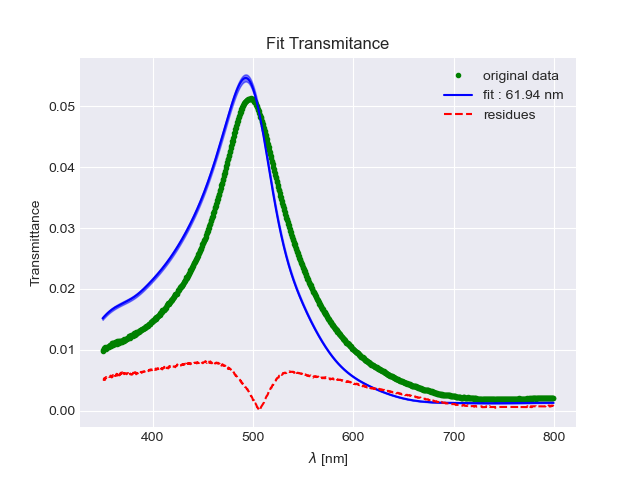 Fit Transmitance
original data
fit : 61.94 nm
residues
Transmittance
0.05
0.04
0.03
0.02
0.01
0.00
400 500 600 700 800
λ [nm]